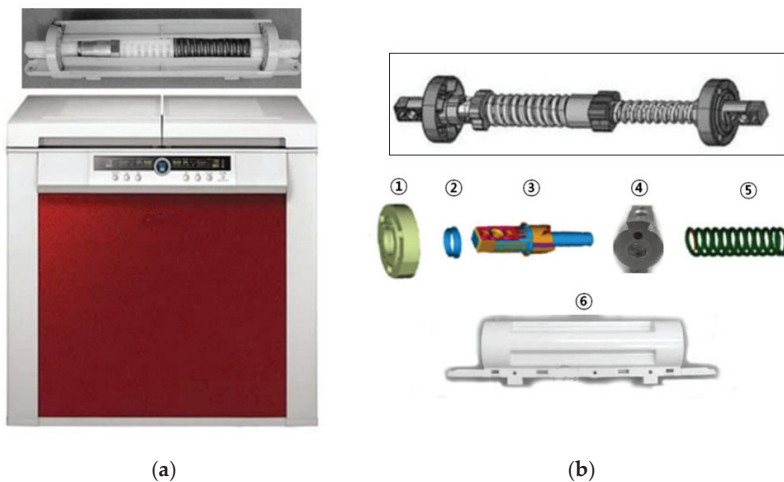 ① ② ③ ④ ⑤
⑥
(a) (b)